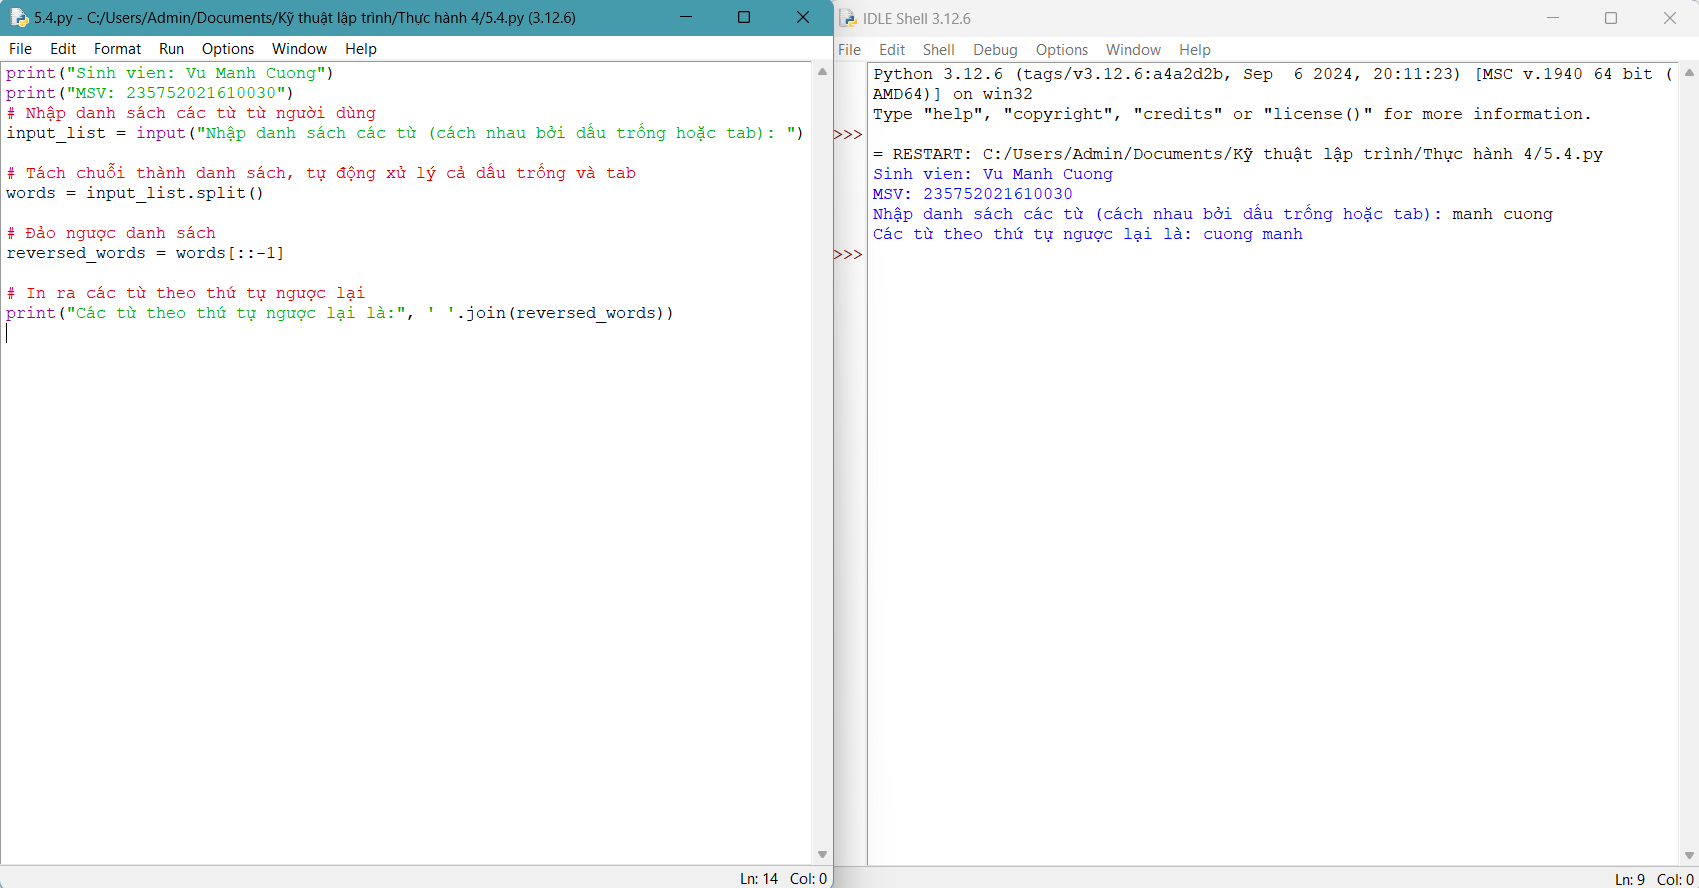 5.4.py - C:/Users/Admin/Documents/Kỹ thuật lập trình/Thực hành 4/5.4.py (3.12.6)
File Edit Format Run Options Window Help
print("Sinh vien: Vu Manh Cuong")
print("MSV: 235752021610030")
# Nhập danh sách các từ từ người dùng
input_list = input("Nhập danh sách các từ (cách nhau bởi dấu trống hoặc tab): ")
# Tách chuỗi thành danh sách, tự động xử lý cả dấu trống và tab
words = input_list.split()
# Đảo ngược danh sách
reversed_words = words[::-1]
# In ra các từ theo thứ tự ngược lại
print("Các từ theo thứ tự ngược lại là:", ' '.join(reversed_words))
Ln: 14 Col: 0
IDLE Shell 3.12.6
File Edit Shell Debug Options Window Help
Python 3.12.6 (tags/v3.12.6:a4a2d2b, Sep  6 2024, 20:11:23) [MSC v.1940 64 bit (
AMD64)] on win32
Type "help", "copyright", "credits" or "license()" for more information.
>>>
= RESTART: C:/Users/Admin/Documents/Kỹ thuật lập trình/Thực hành 4/5.4.py
Sinh vien: Vu Manh Cuong
MSV: 235752021610030
Nhập danh sách các từ (cách nhau bởi dấu trống hoặc tab): manh cuong
Các từ theo thứ tự ngược lại là: cuong manh
>>>
Ln: 9 Col: 0